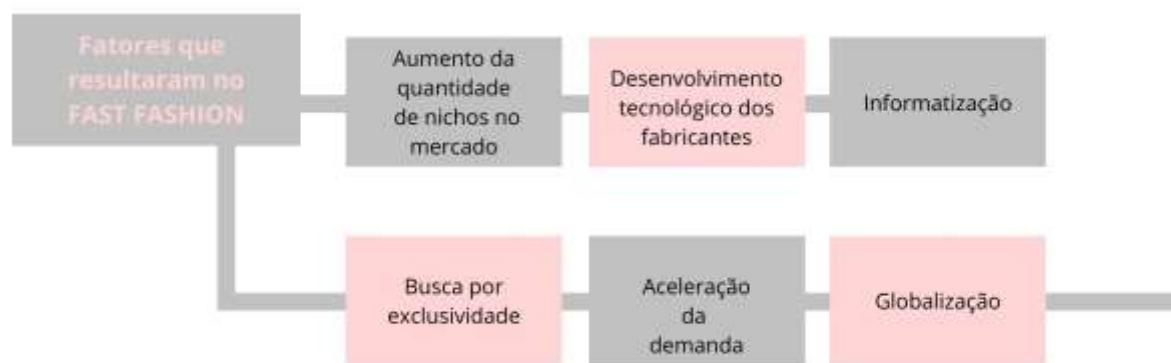 Fatores que
resultaram no
FAST FASHION
Aumento da
quantidade
de nichos no
mercado
Desenvolvimento
tecnológico dos
fabricantes
Informatização
Busca por
exclusividade
Aceleração
da
demanda
Globalização